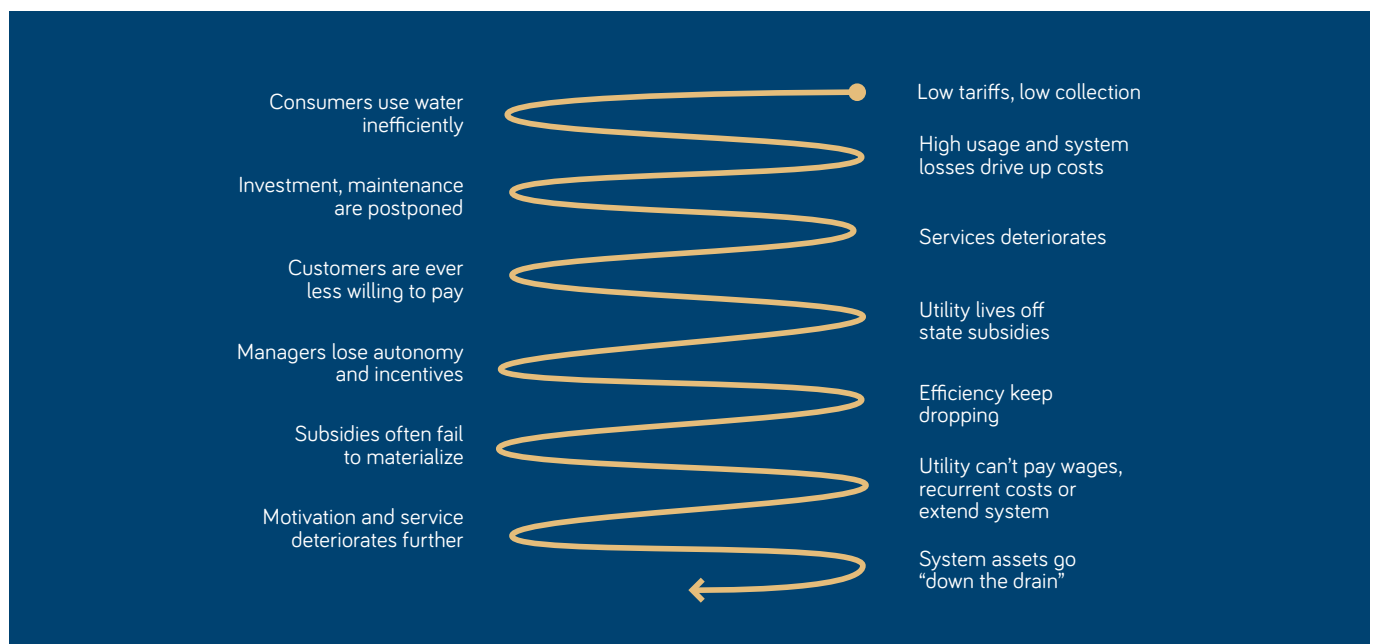 Low tariffs, low collection
Consumers use water
inefficiently
High usage and system
losses drive up costs
Investment, maintenance
are postponed
Services deteriorates
Customers are ever
less willing to pay
Utility lives off
state subsidies
Managers lose autonomy
and incentives
Efficiency keep
dropping
Subsidies often fail
to materialize
Utility can’t pay wages,
recurrent costs or
extend system
Motivation and service
deteriorates further
System assets go
“down the drain”